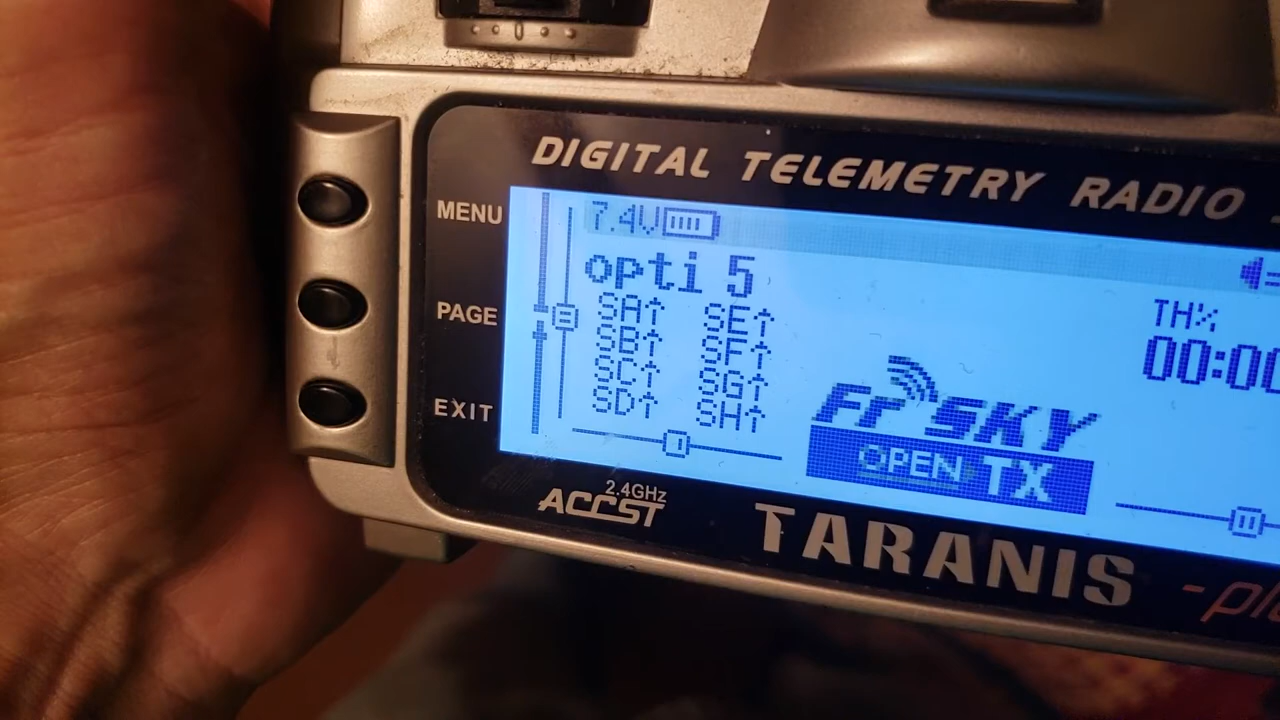 DIGITAL TELEMETRY RADIO
MENU
PAGE
EXIT
7.4V
opti 5
SA↑ SE↑
SB↑ SF↑
SC↑ SG↑
SD↑ SH↑
TH%
00:00
FrSKY
OPEN TX
2.4GHz
ACCST
TARANIS